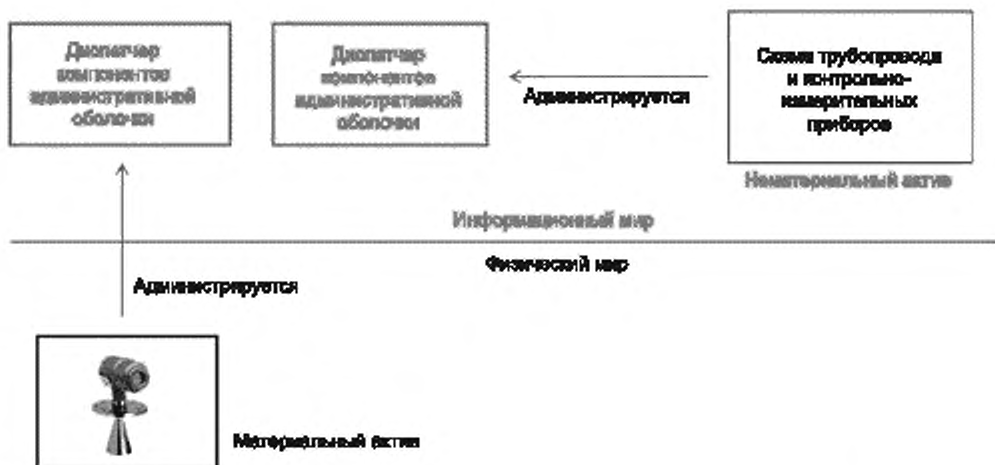 Диспетчер
компонентов
административной
оболочки
Диспетчер
компонентов
административной
оболочки
Администрируется
Схема трубопровода
и контрольно-
измерительных
приборов
Нематериальный актив
Информационный мир
Физический мир
Администрируется
Материальный актив